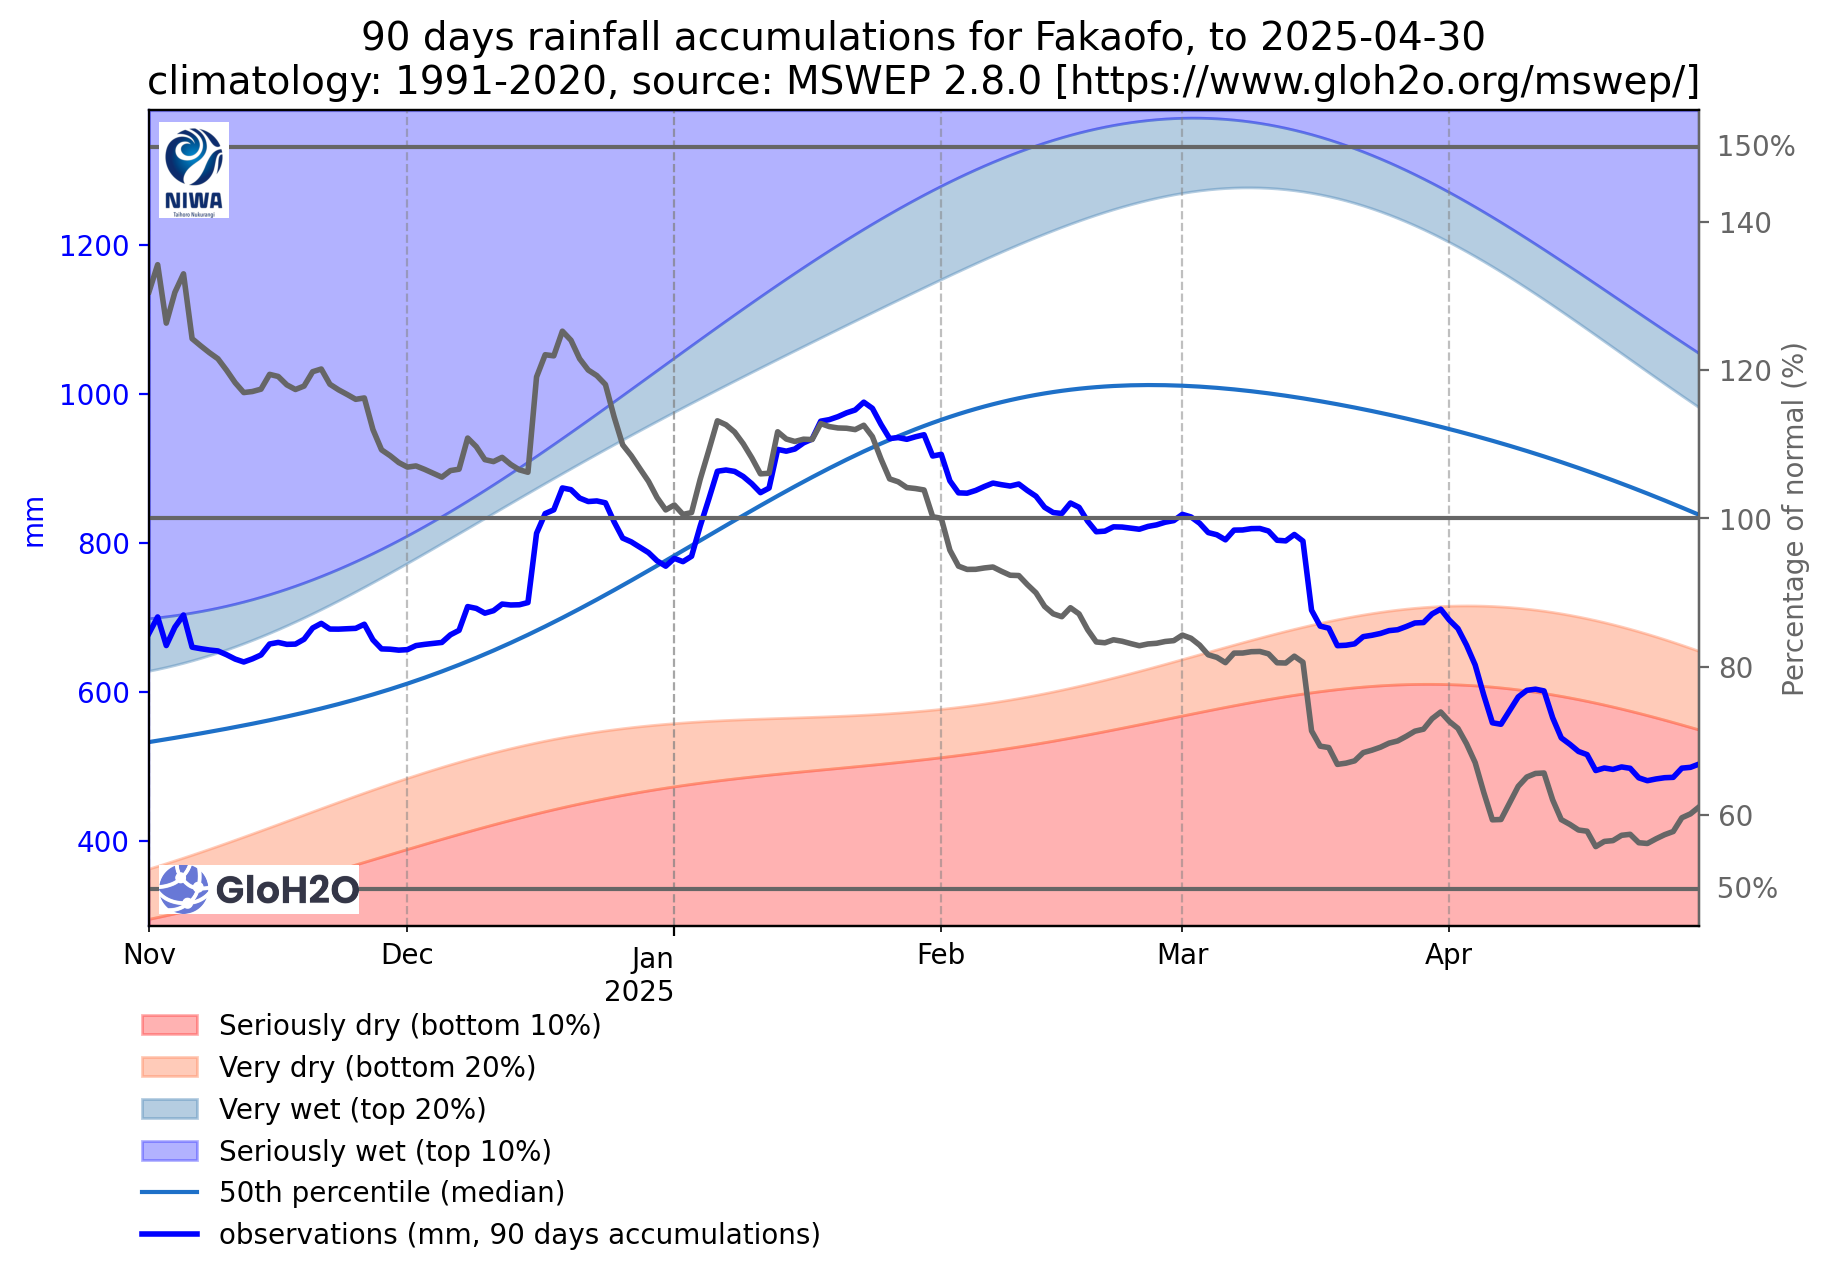 90 days rainfall accumulations for Fakaofo, to 2025-04-30
climatology: 1991-2020, source: MSWEP 2.8.0 [https://www.gloh2o.org/mswep/]
NIWA
Taihoro Nukurangi
150%
140
1200
120
1000
100
800
80
600
60
400
50%
mm
Percentage of normal (%)
GloH2O
Nov Dec Jan Feb Mar Apr
2025
Seriously dry (bottom 10%)
Very dry (bottom 20%)
Very wet (top 20%)
Seriously wet (top 10%)
50th percentile (median)
observations (mm, 90 days accumulations)